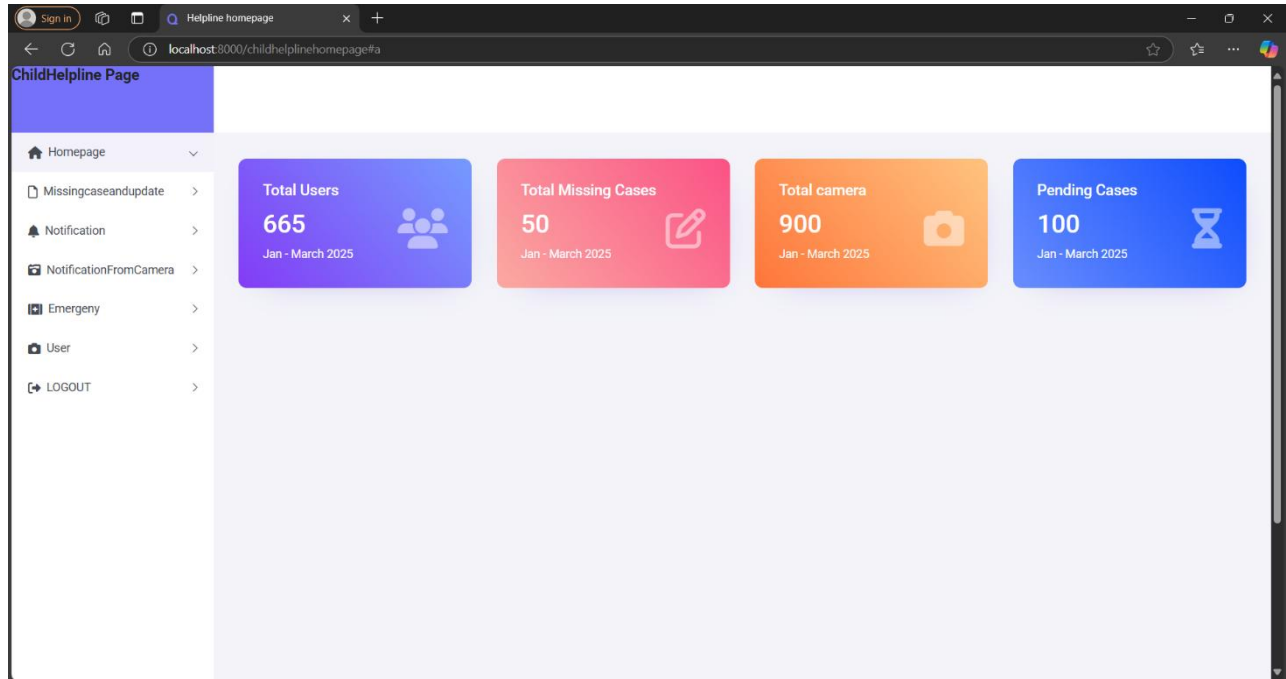 Sign in
Helpline homepage
localhost:8000/childhelplinehomepage#a
ChildHelpline Page
Homepage
Missingcaseandupdate
Notification
NotificationFromCamera
Emergeny
User
LOGOUT
Total Users
665
Jan - March 2025
Total Missing Cases
50
Jan - March 2025
Total camera
900
Jan - March 2025
Pending Cases
100
Jan - March 2025